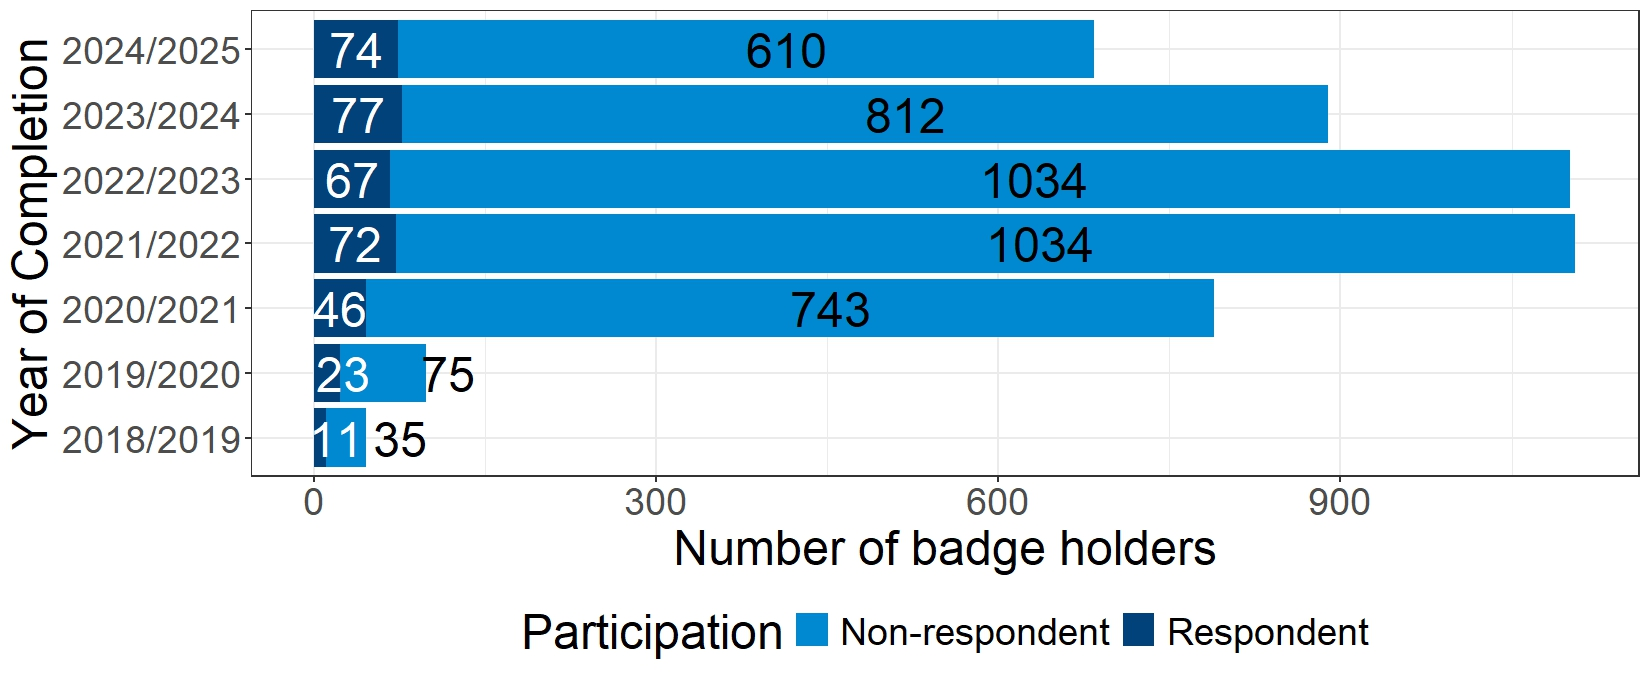 Year of Completion
2024/2025 74 610
2023/2024 77 812
2022/2023 67 1034
2021/2022 72 1034
2020/2021 46 743
2019/2020 23 75
2018/2019 11 35
0 300 600 900
Number of badge holders
Participation Non-respondent Respondent